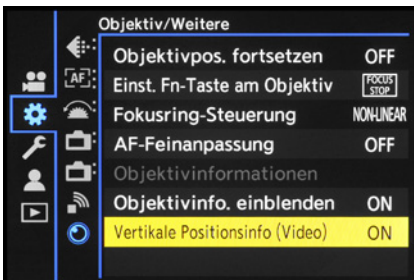 Objektiv/Weitere
Objektivpos. fortsetzen OFF
AF
Einst. Fn-Taste am Objektiv FOCUS STOP
Fokusring-Steuerung NON-LINEAR
AF-Feinanpassung OFF
Objektivinformationen
Objektivinfo. einblenden ON
Vertikale Positionsinfo (Video) ON